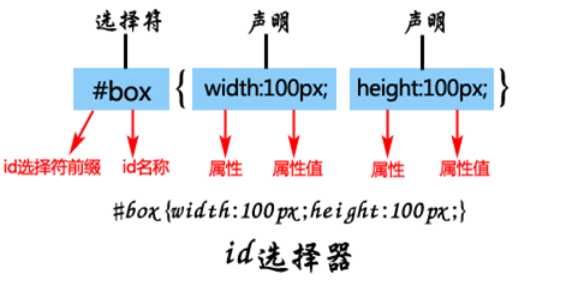 选择符 声明 声明
#box { width:100px; height:100px; }
id选择符前缀 id名称 属性 属性值 属性 属性值
#box{width:100px;height:100px;}
id选择器